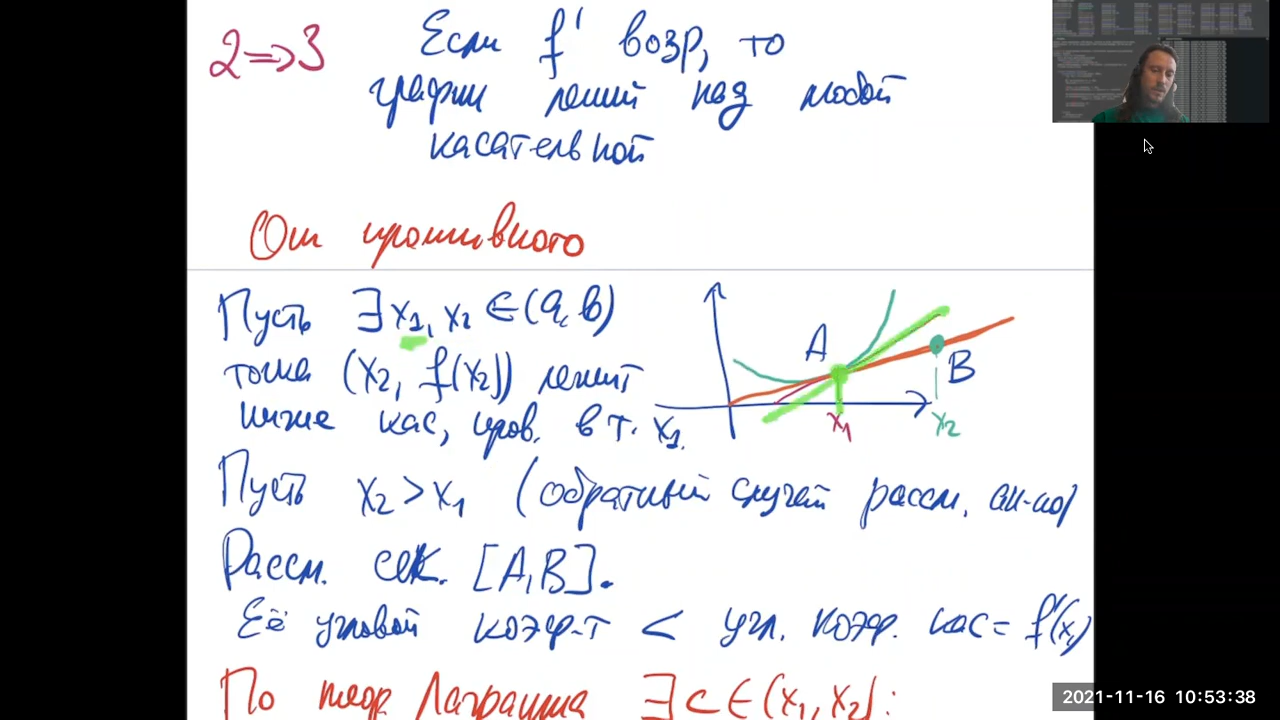 2 => 3 Если f' возр, то
график лежит над любой
касательной
От противного
Пусть ∃ x₁, x₂ ∈ (a, b)
точка (x₂, f(x₂)) лежит
ниже кас, пров. в т. x₁.
A
B
x₁
x₂
Пусть x₂ > x₁ (обратный случай рассм. ан-но)
Рассм. сек. [A, B].
Её угловой коэф-т < угл. коэф. кас = f'(x₁)
По теор Лагранжа ∃ c ∈ (x₁, x₂):
2021-11-16 10:53:38